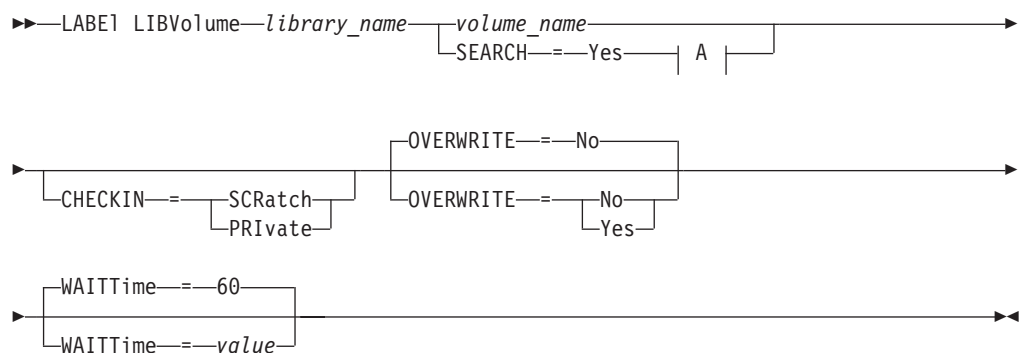 LABEl LIBVolume library_name volume_name
SEARCH = Yes A
OVERWRITE = No
CHECKIN = SCRatch OVERWRITE = No
PRIvate Yes
WAITTime = 60
WAITTime = value